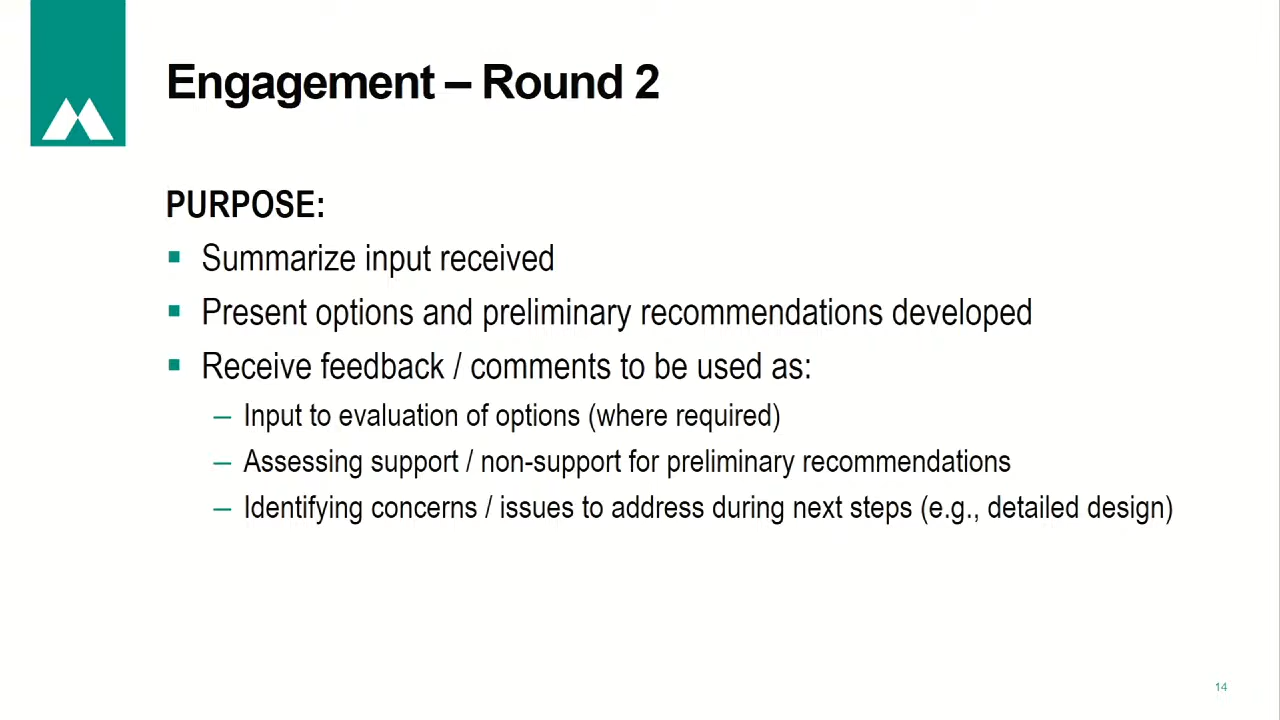 Engagement – Round 2
PURPOSE:
▪ Summarize input received
▪ Present options and preliminary recommendations developed
▪ Receive feedback / comments to be used as:
– Input to evaluation of options (where required)
– Assessing support / non-support for preliminary recommendations
– Identifying concerns / issues to address during next steps (e.g., detailed design)
14